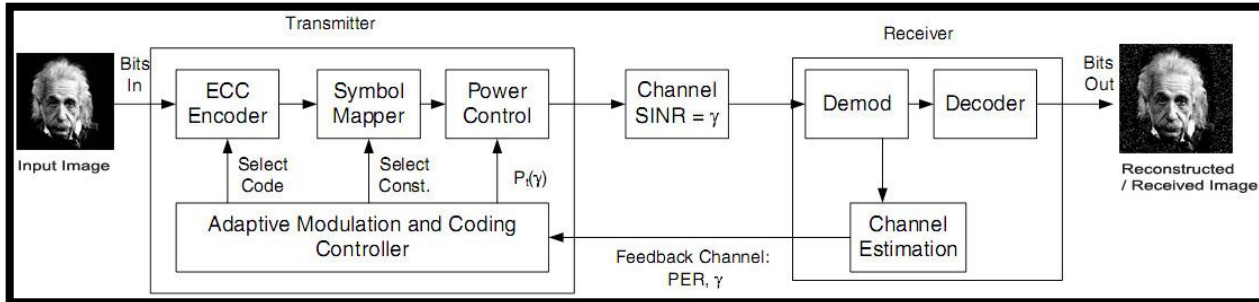 Transmitter
Receiver
Bits
In
ECC
Encoder
Symbol
Mapper
Power
Control
Channel
SINR = γ
Demod
Decoder
Bits
Out
Input Image
Select
Code
Select
Const.
Pₜ(γ)
Reconstructed
/ Received Image
Adaptive Modulation and Coding
Controller
Channel
Estimation
Feedback Channel:
PER, γ